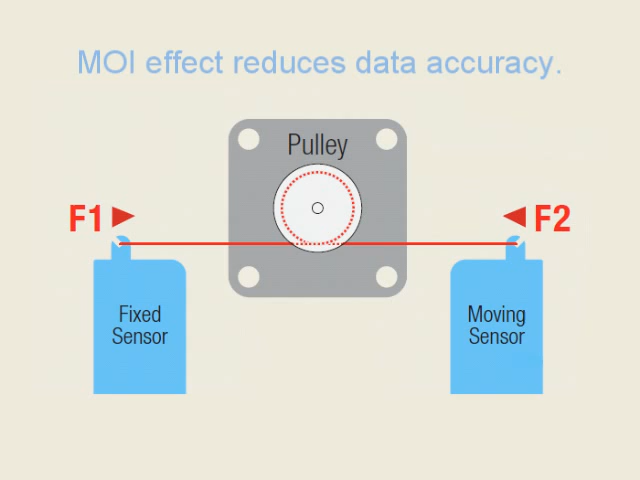 MOI effect reduces data accuracy.
Pulley
F1
F2
Fixed
Sensor
Moving
Sensor